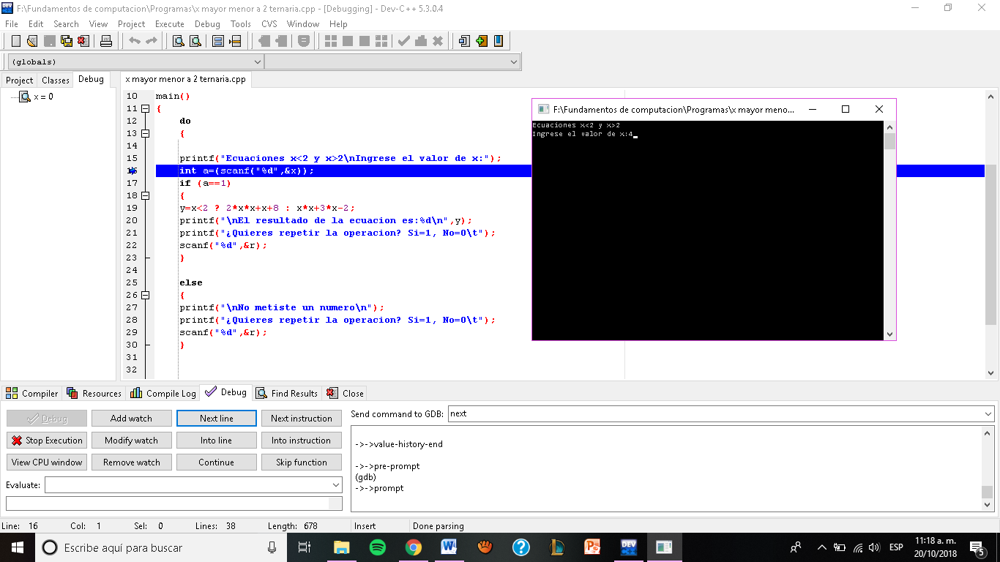 F:\Fundamentos de computacion\Programas\x mayor menor a 2 ternaria.cpp - [Debugging] - Dev-C++ 5.3.0.4
File Edit Search View Project Execute Debug Tools CVS Window Help
(globals)
Project Classes Debug
x mayor menor a 2 ternaria.cpp
x = 0
10 main()
11 {
12 do
13 {
14
15 printf("Ecuaciones x<2 y x>2\nIngrese el valor de x:");
16 int a=(scanf("%d",&x));
17 if (a==1)
18 {
19 y=x<2 ? 2*x*x+x+8 : x*x+3*x-2;
20 printf("\nEl resultado de la ecuacion es:%d\n",y);
21 printf("¿Quieres repetir la operacion? Si=1, No=0\t");
22 scanf("%d",&r);
23 }
24
25 else
26 {
27 printf("\nNo metiste un numero\n");
28 printf("¿Quieres repetir la operacion? Si=1, No=0\t");
29 scanf("%d",&r);
30 }
31
32
F:\Fundamentos de computacion\Programas\x mayor meno...
Ecuaciones x<2 y x>2
Ingrese el valor de x:4
Compiler Resources Compile Log Debug Find Results Close
Debug Add watch Next line Next instruction
Stop Execution Modify watch Into line Into instruction
View CPU window Remove watch Continue Skip function
Evaluate:
Send command to GDB: next
->->value-history-end
->->pre-prompt
(gdb)
->->prompt
Line: 16 Col: 1 Sel: 0 Lines: 38 Length: 678 Insert Done parsing
Escribe aquí para buscar
ESP
11:18 a. m.
20/10/2018
5